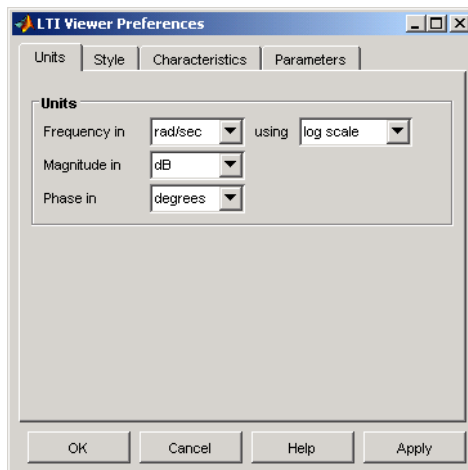 LTI Viewer Preferences
Units Style Characteristics Parameters
Units
Frequency in rad/sec using log scale
Magnitude in dB
Phase in degrees
OK Cancel Help Apply